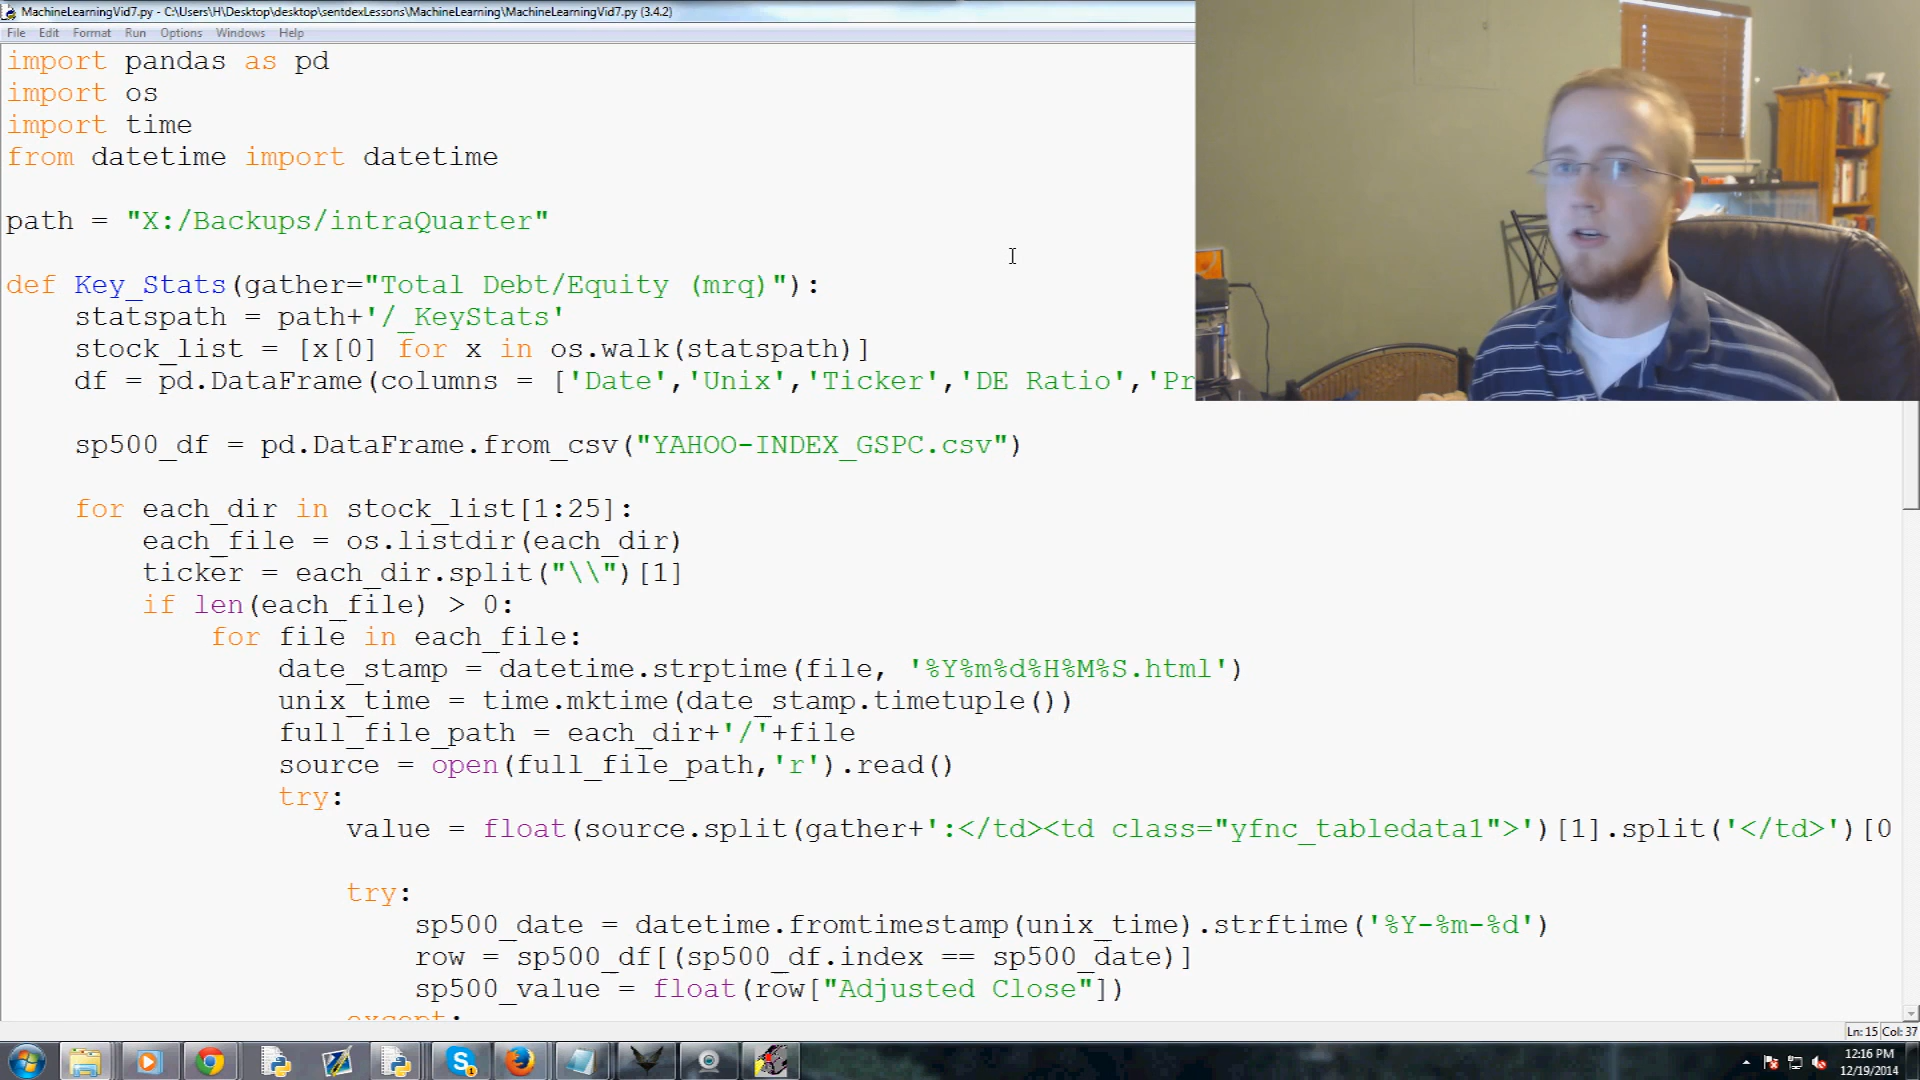 MachineLearningVid7.py - C:\Users\H\Desktop\desktop\sentdexLessons\MachineLearning\MachineLearningVid7.py (3.4.2)
File Edit Format Run Options Windows Help
import pandas as pd
import os
import time
from datetime import datetime
path = "X:/Backups/intraQuarter"
def Key_Stats(gather="Total Debt/Equity (mrq)"):
statspath = path+'/_KeyStats'
stock_list = [x[0] for x in os.walk(statspath)]
df = pd.DataFrame(columns = ['Date','Unix','Ticker','DE Ratio','Pr
sp500_df = pd.DataFrame.from_csv("YAHOO-INDEX_GSPC.csv")
for each_dir in stock_list[1:25]:
each_file = os.listdir(each_dir)
ticker = each_dir.split("\\")[1]
if len(each_file) > 0:
for file in each_file:
date_stamp = datetime.strptime(file, '%Y%m%d%H%M%S.html')
unix_time = time.mktime(date_stamp.timetuple())
full_file_path = each_dir+'/'+file
source = open(full_file_path,'r').read()
try:
value = float(source.split(gather+':</td><td class="yfnc_tabledata1">')[1].split('</td>')[0
try:
sp500_date = datetime.fromtimestamp(unix_time).strftime('%Y-%m-%d')
row = sp500_df[(sp500_df.index == sp500_date)]
sp500_value = float(row["Adjusted Close"])
except:
Ln: 15 Col: 37
12:16 PM
12/19/2014